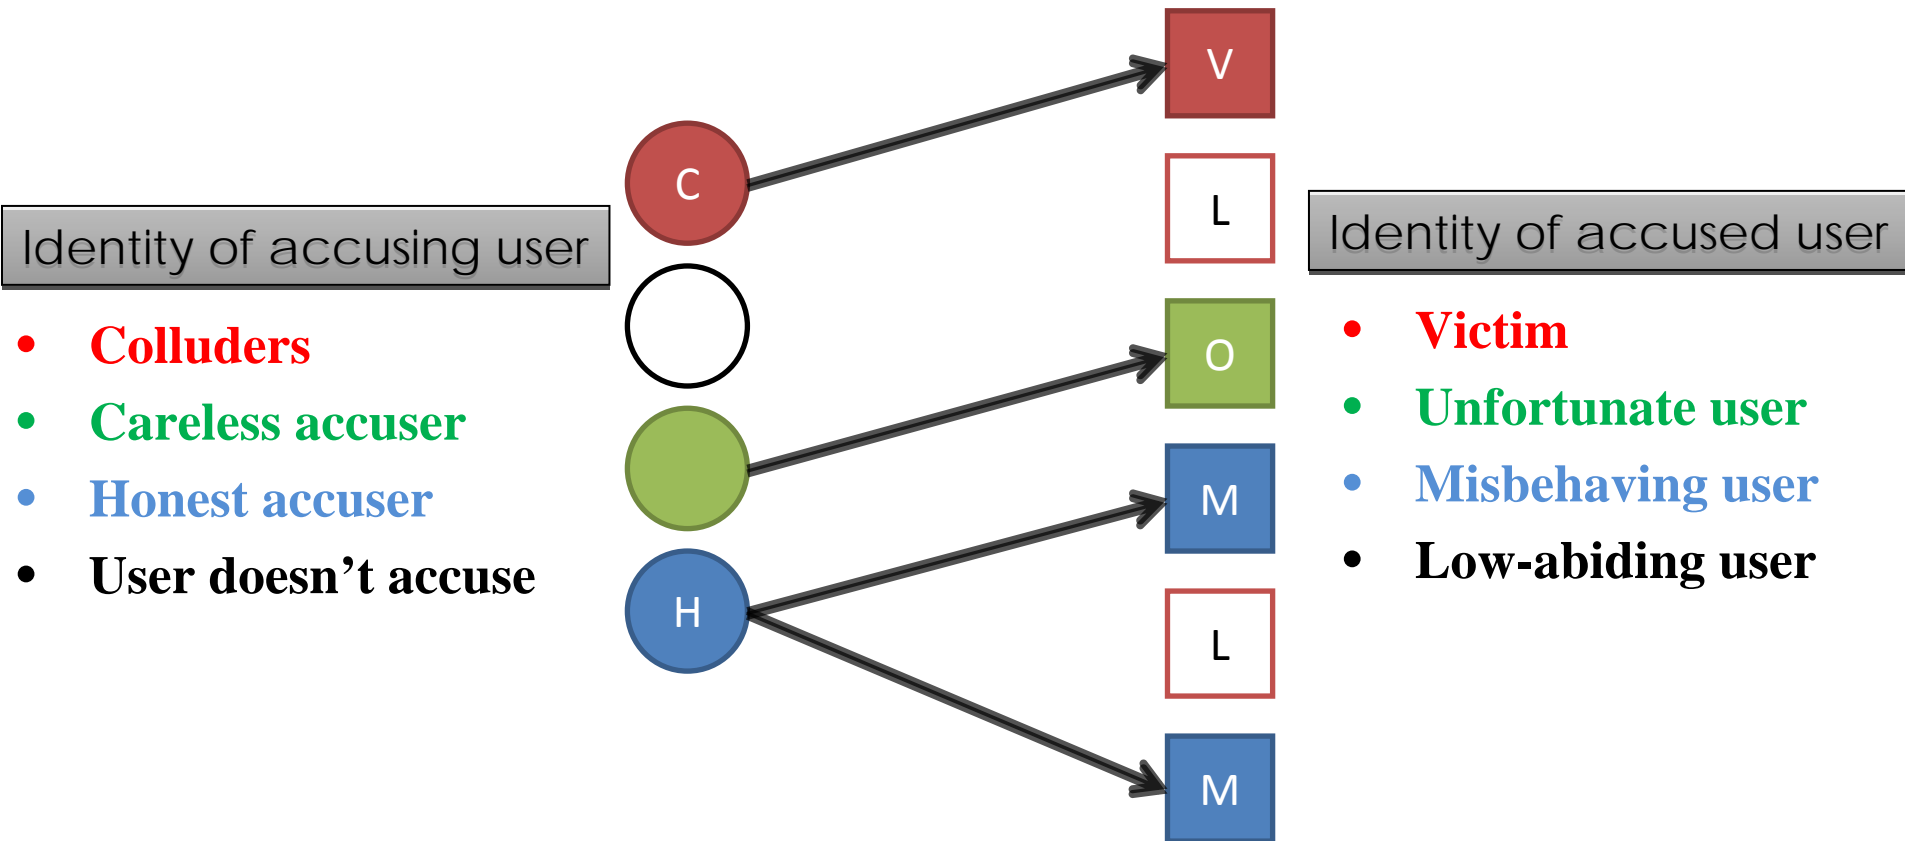 Identity of accusing user
• Colluders
• Careless accuser
• Honest accuser
• User doesn’t accuse
C
H
V
L
O
M
L
M
Identity of accused user
• Victim
• Unfortunate user
• Misbehaving user
• Low-abiding user